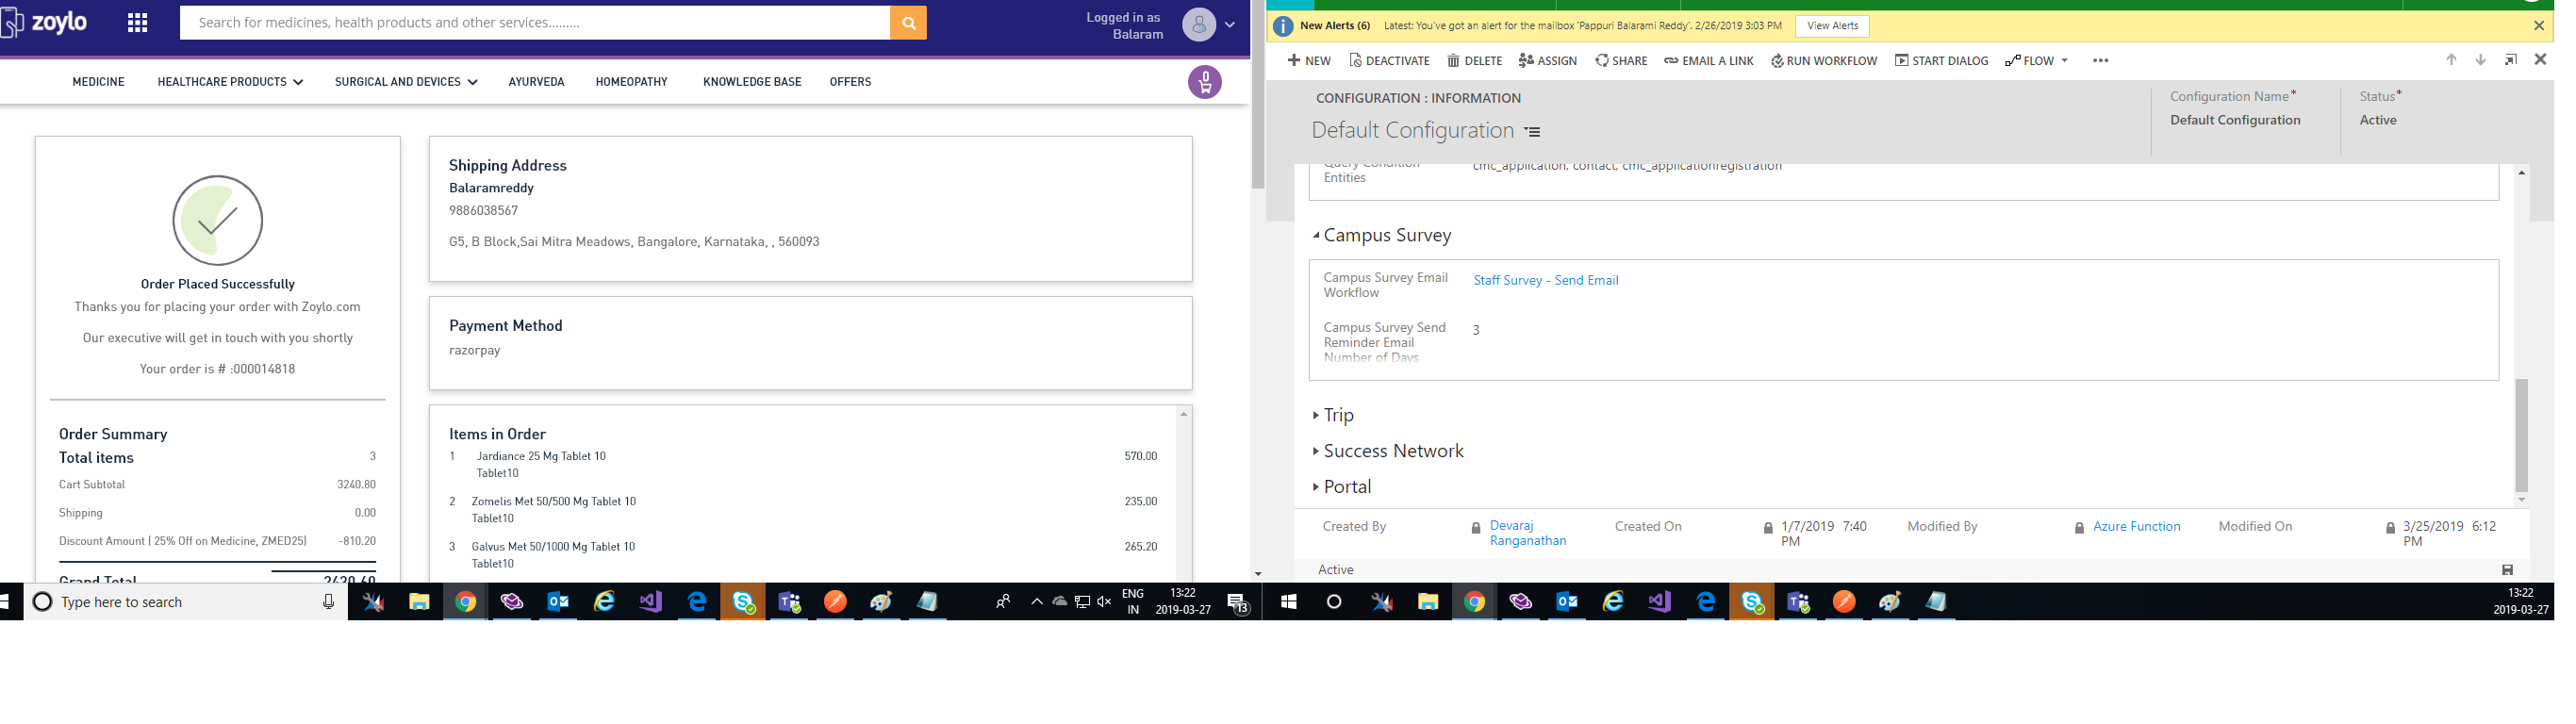 zoylo
Search for medicines, health products and other services.........
Logged in as
Balaram
MEDICINE HEALTHCARE PRODUCTS SURGICAL AND DEVICES AYURVEDA HOMEOPATHY KNOWLEDGE BASE OFFERS
0
Order Placed Successfully
Thanks you for placing your order with Zoylo.com
Our executive will get in touch with you shortly
Your order is # :000014818
Order Summary
Total items 3
Cart Subtotal 3240.80
Shipping 0.00
Discount Amount ( 25% Off on Medicine, ZMED25) -810.20
Grand Total 2430.60
Shipping Address
Balaramreddy
9886038567
G5, B Block,Sai Mitra Meadows, Bangalore, Karnataka, , 560093
Payment Method
razorpay
Items in Order
1 Jardiance 25 Mg Tablet 10 570.00
Tablet10
2 Zomelis Met 50/500 Mg Tablet 10 235.00
Tablet10
3 Galvus Met 50/1000 Mg Tablet 10 265.20
Tablet10
Type here to search
ENG
IN
13:22
2019-03-27
13
New Alerts (6) Latest: You've got an alert for the mailbox 'Pappuri Balarami Reddy'. 2/26/2019 3:03 PM View Alerts
NEW DEACTIVATE DELETE ASSIGN SHARE EMAIL A LINK RUN WORKFLOW START DIALOG FLOW
CONFIGURATION : INFORMATION
Default Configuration
Configuration Name*
Default Configuration
Status*
Active
Query Condition
Entities
cmc_application, contact, cmc_applicationregistration
Campus Survey
Campus Survey Email
Workflow
Staff Survey - Send Email
Campus Survey Send
Reminder Email
Number of Days
3
Trip
Success Network
Portal
Created By Devaraj
Ranganathan
Created On 1/7/2019 7:40
PM
Modified By Azure Function
Modified On 3/25/2019 6:12
PM
Active
13:22
2019-03-27